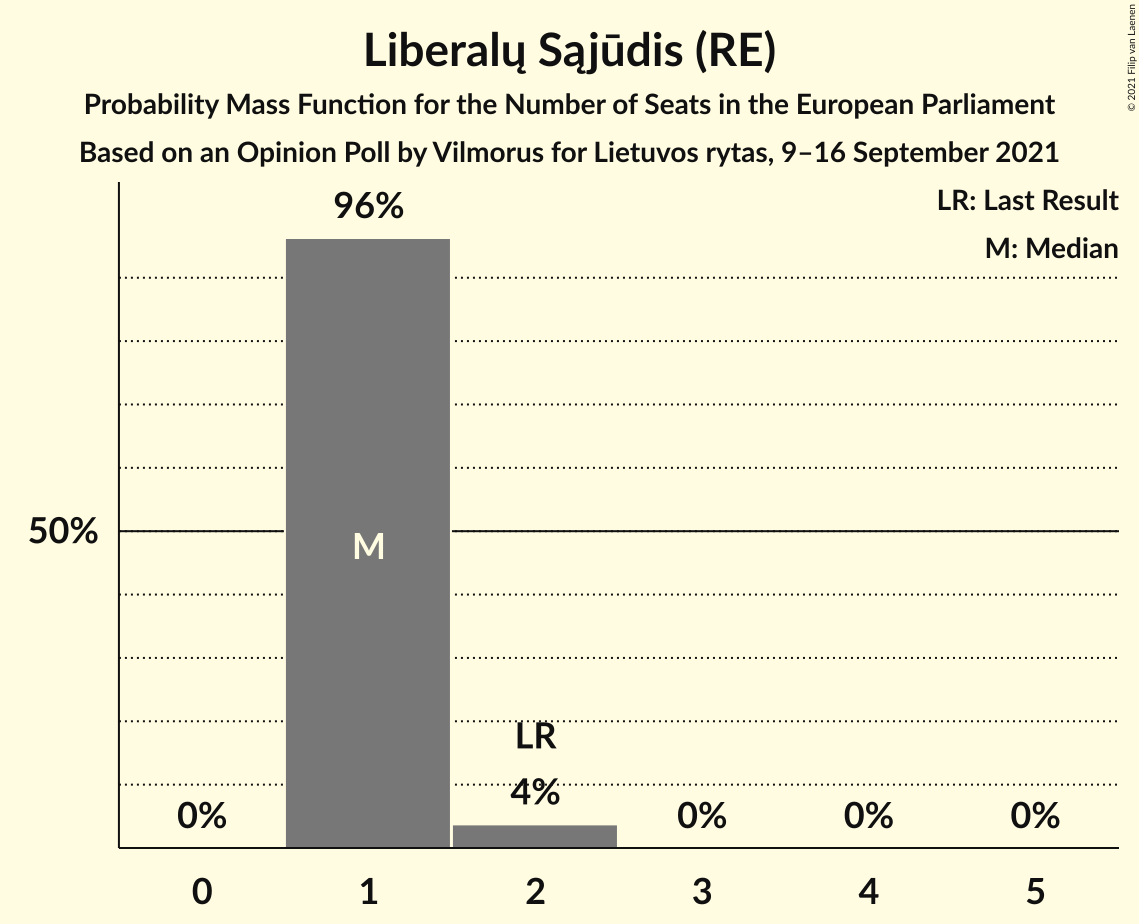 Liberalų Sąjūdis (RE)
Probability Mass Function for the Number of Seats in the European Parliament
Based on an Opinion Poll by Vilmorus for Lietuvos rytas, 9–16 September 2021
© 2021 Filip van Laenen
LR: Last Result
M: Median
96%
50%
M
LR
4%
0%
0%
0%
0%
0 1 2 3 4 5